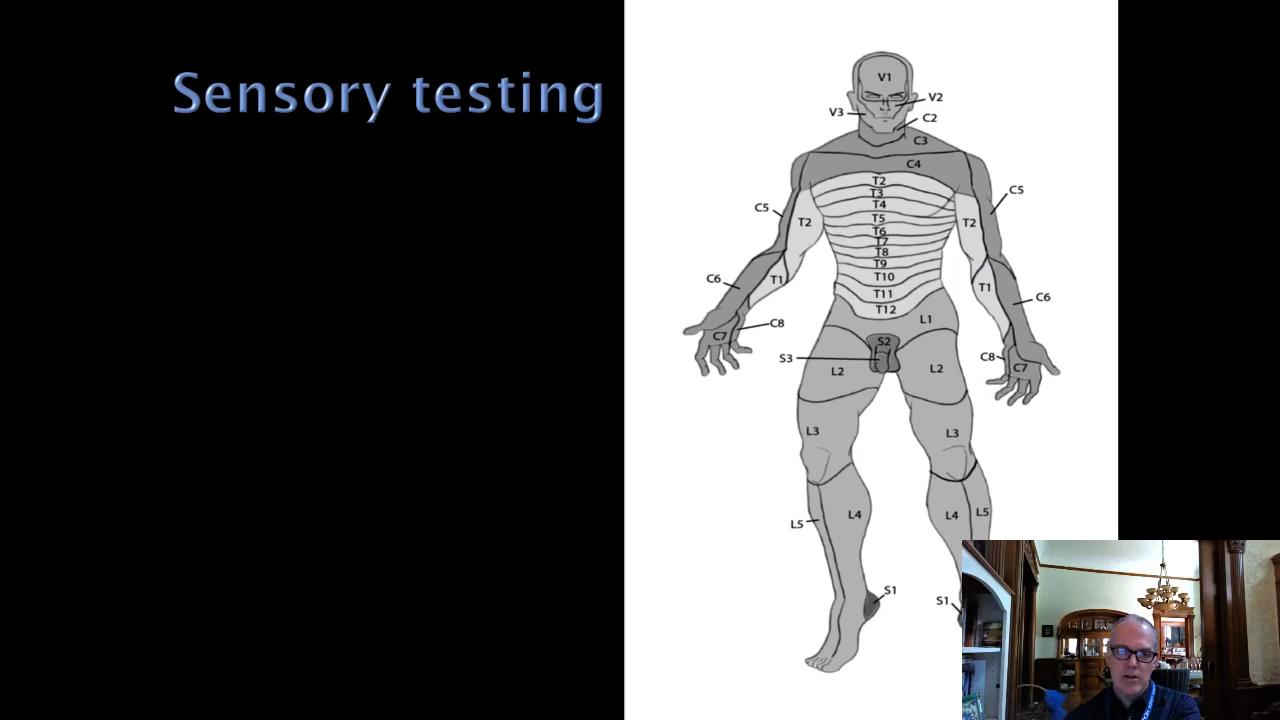 Sensory testing
V1
V2
V3
C2
C3
C4
T2
T3
C5
T4
C5
T5
T2
T2
T6
T7
T8
T9
T10
C6
T1
T1
T11
C6
T12
L1
C8
C7
S2
S3
C8
C7
L2
L2
L3
L3
L5
L4
L4
L5
S1
S1